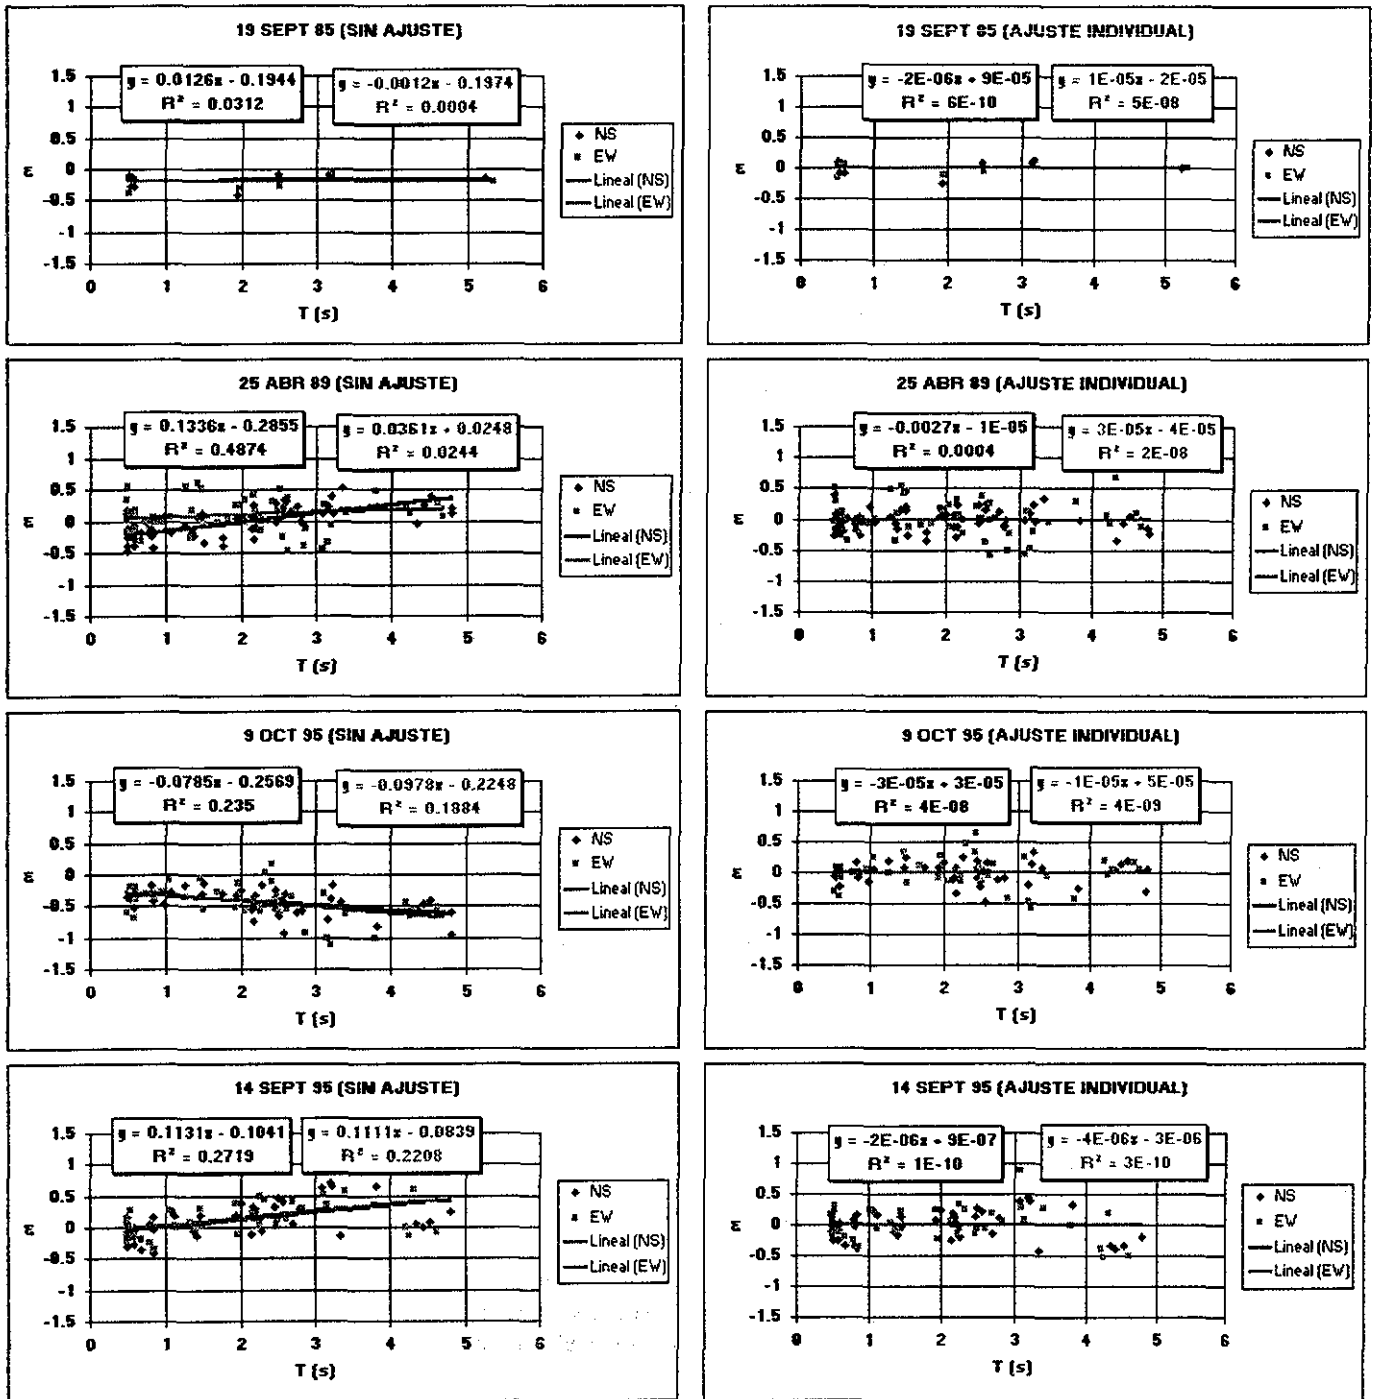 19 SEPT 85 (SIN AJUSTE)
y = 0.0126x - 0.1944
R² = 0.0312
y = -0.0012x - 0.1974
R² = 0.0004
1.5
1
0.5
0
-0.5
-1
-1.5
ε
0 1 2 3 4 5 6
T (s)
NS
EW
Lineal (NS)
Lineal (EW)
19 SEPT 85 (AJUSTE INDIVIDUAL)
y = -2E-06x + 9E-05
R² = 6E-10
y = 1E-05x - 2E-05
R² = 5E-08
1.5
1
0.5
0
-0.5
-1
-1.5
ε
0 1 2 3 4 5 6
T (s)
NS
EW
Lineal (NS)
Lineal (EW)
25 ABR 89 (SIN AJUSTE)
y = 0.1336x - 0.2855
R² = 0.4874
y = 0.0361x + 0.0248
R² = 0.0244
1.5
1
0.5
0
-0.5
-1
-1.5
ε
0 1 2 3 4 5 6
T (s)
NS
EW
Lineal (NS)
Lineal (EW)
25 ABR 89 (AJUSTE INDIVIDUAL)
y = -0.0027x - 1E-05
R² = 0.0004
y = 3E-05x - 4E-05
R² = 2E-08
1.5
1
0.5
0
-0.5
-1
-1.5
ε
0 1 2 3 4 5 6
T (s)
NS
EW
Lineal (NS)
Lineal (EW)
9 OCT 95 (SIN AJUSTE)
y = -0.0785x - 0.2569
R² = 0.235
y = -0.0978x - 0.2248
R² = 0.1884
1.5
1
0.5
0
-0.5
-1
-1.5
ε
0 1 2 3 4 5 6
T (s)
NS
EW
Lineal (NS)
Lineal (EW)
9 OCT 95 (AJUSTE INDIVIDUAL)
y = -3E-05x + 3E-05
R² = 4E-08
y = -1E-05x + 5E-05
R² = 4E-09
1.5
1
0.5
0
-0.5
-1
-1.5
ε
0 1 2 3 4 5 6
T (s)
NS
EW
Lineal (NS)
Lineal (EW)
14 SEPT 95 (SIN AJUSTE)
y = 0.1131x - 0.1041
R² = 0.2719
y = 0.1111x - 0.0839
R² = 0.2208
1.5
1
0.5
0
-0.5
-1
-1.5
ε
0 1 2 3 4 5 6
T (s)
NS
EW
Lineal (NS)
Lineal (EW)
14 SEPT 95 (AJUSTE INDIVIDUAL)
y = -2E-06x + 9E-07
R² = 1E-10
y = -4E-06x - 3E-06
R² = 3E-10
1.5
1
0.5
0
-0.5
-1
-1.5
ε
0 1 2 3 4 5 6
T (s)
NS
EW
Lineal (NS)
Lineal (EW)